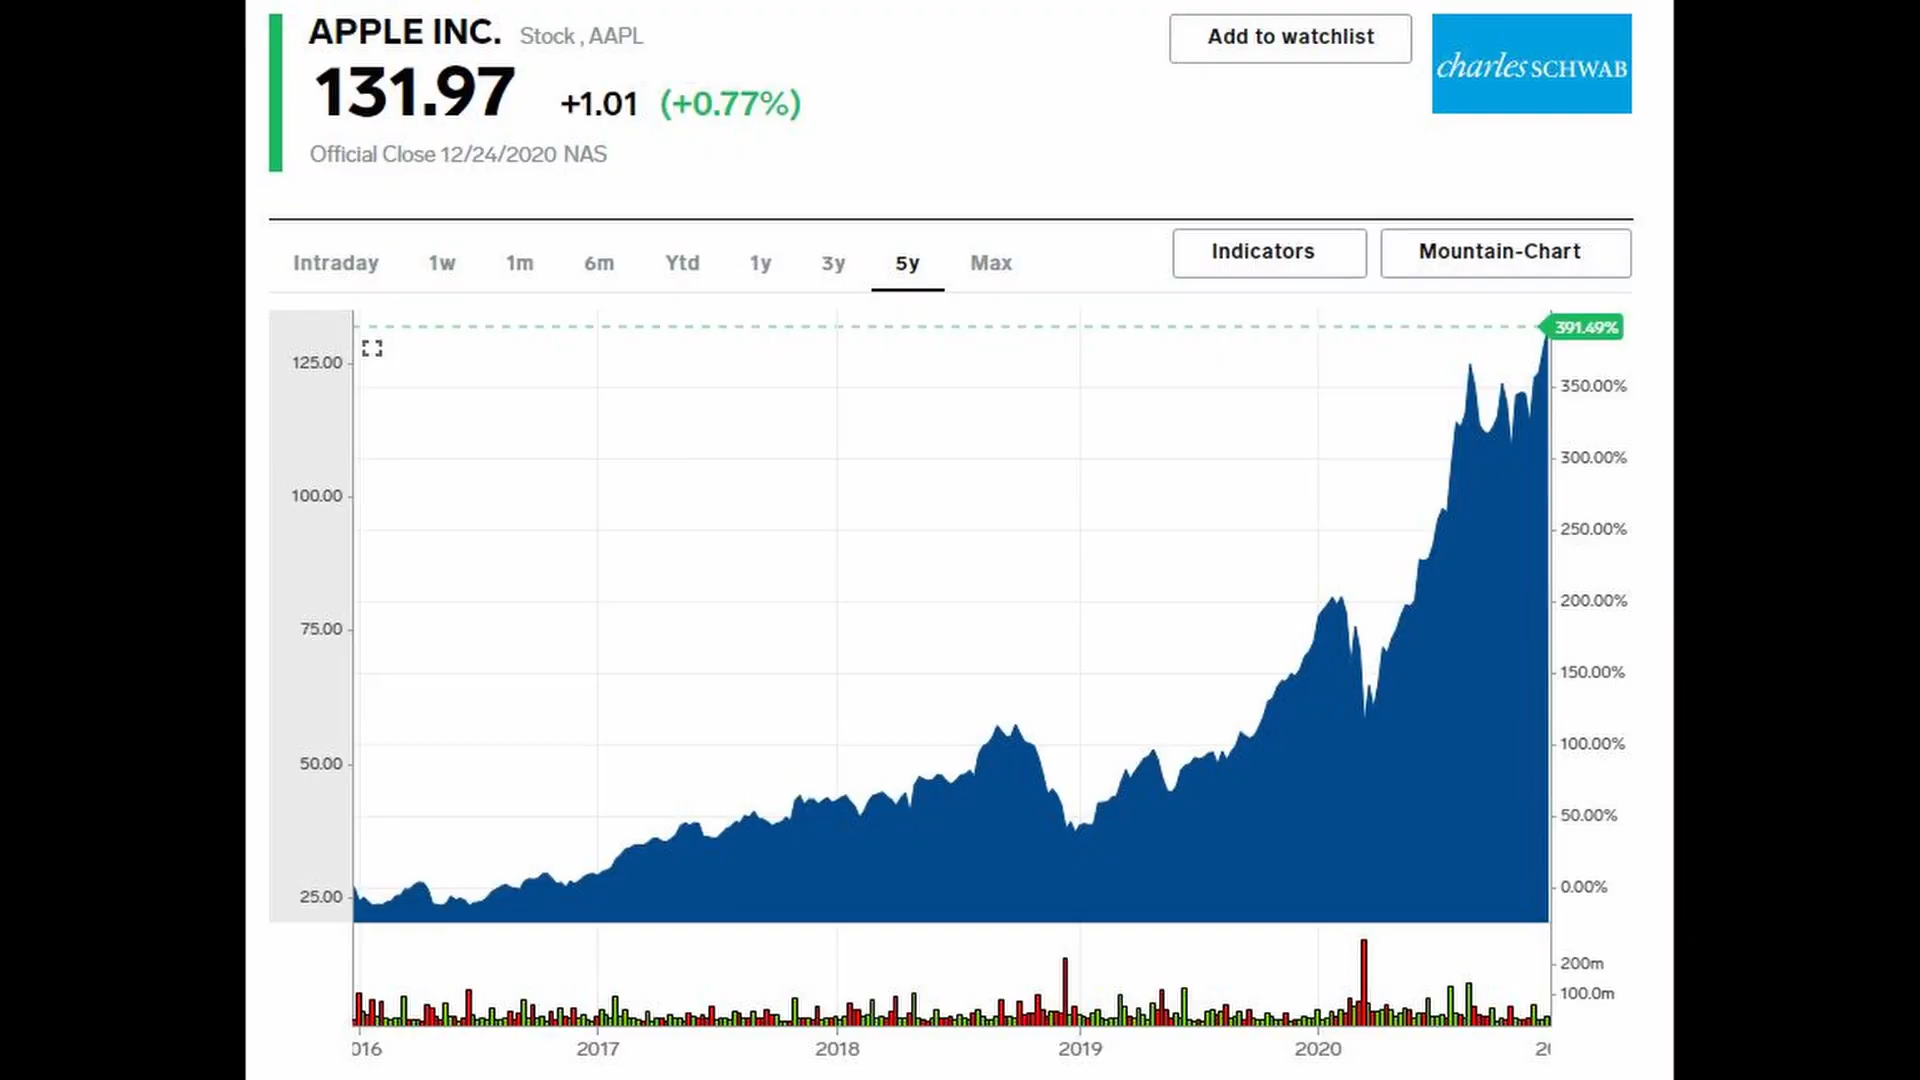 APPLE INC. Stock, AAPL
131.97 +1.01 (+0.77%)
Official Close 12/24/2020 NAS
Add to watchlist
charles SCHWAB
Intraday 1w 1m 6m Ytd 1y 3y 5y Max
Indicators
Mountain-Chart
125.00
100.00
75.00
50.00
25.00
391.49%
350.00%
300.00%
250.00%
200.00%
150.00%
100.00%
50.00%
0.00%
200m
100.0m
016 2017 2018 2019 2020 20